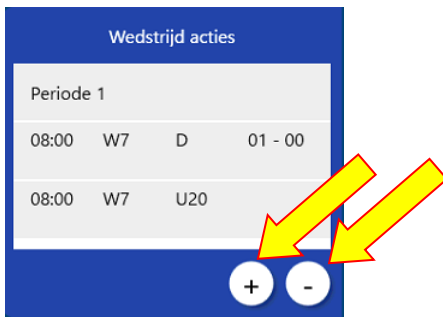 Wedstrijd acties
Periode 1
08:00 W7 D 01 - 00
08:00 W7 U20
+ -